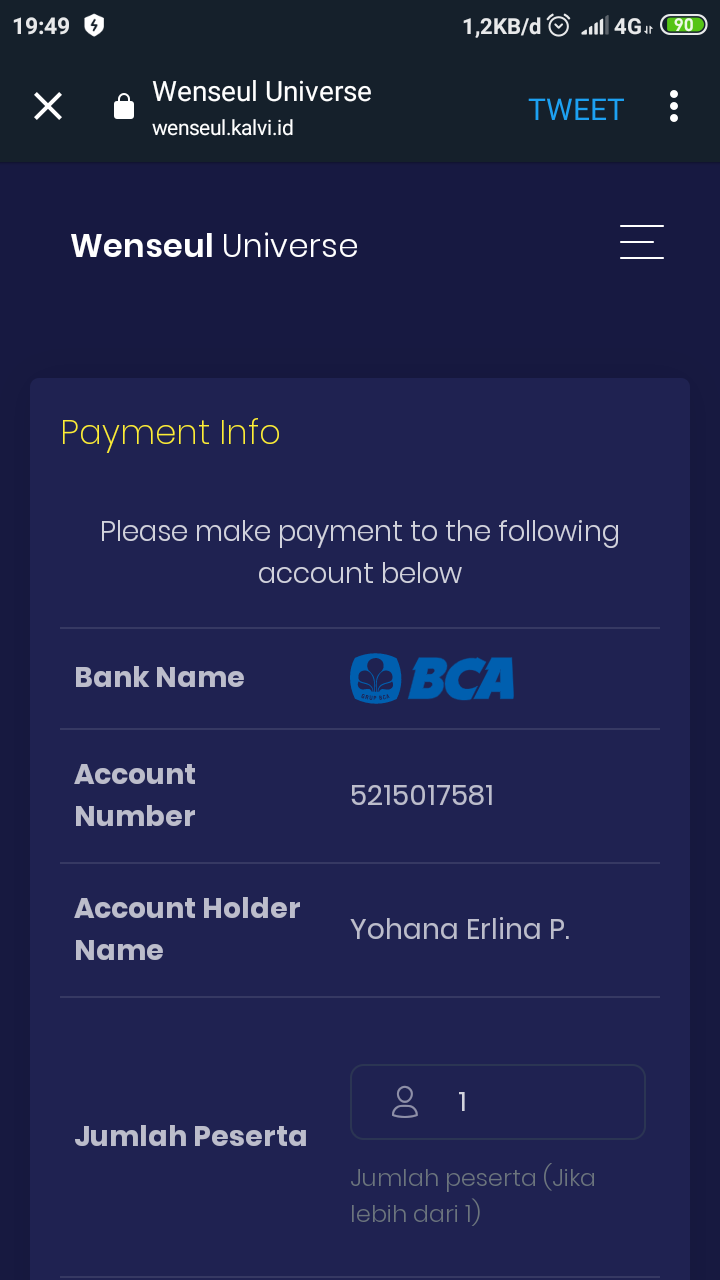 19:49 1,2KB/d 4G 90
Wenseul Universe
wenseul.kalvi.id
TWEET
Wenseul Universe
Payment Info
Please make payment to the following
account below
Bank Name
BCA
Account
Number
5215017581
Account Holder
Name
Yohana Erlina P.
Jumlah Peserta
1
Jumlah peserta (Jika
lebih dari 1)